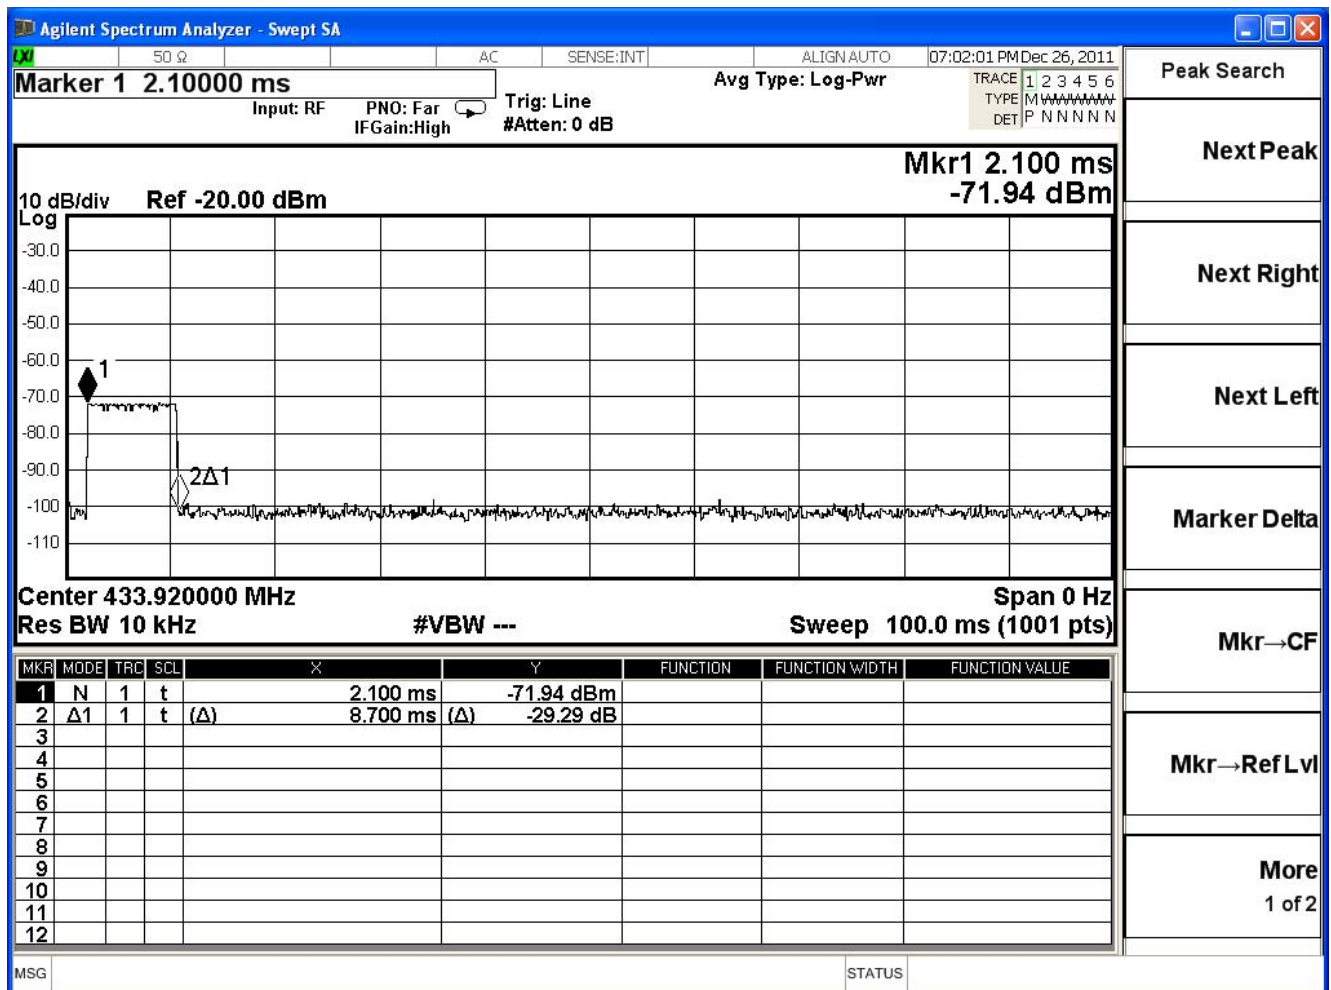 Agilent Spectrum Analyzer - Swept SA
LXI 50 Ω AC SENSE:INT ALIGN AUTO 07:02:01 PM Dec 26, 2011
Marker 1 2.10000 ms
Input: RF PNO: Far IFGain:High
Trig: Line
#Atten: 0 dB
Avg Type: Log-Pwr
TRACE 1 2 3 4 5 6
TYPE M WWWWW
DET P N N N N N
Mkr1 2.100 ms
-71.94 dBm
10 dB/div Ref -20.00 dBm
Log
-30.0
-40.0
-50.0
-60.0
-70.0
-80.0
-90.0
-100
-110
1
2Δ1
Center 433.920000 MHz Span 0 Hz
Res BW 10 kHz #VBW --- Sweep 100.0 ms (1001 pts)
MKR MODE TRC SCL X Y FUNCTION FUNCTION WIDTH FUNCTION VALUE
1 N 1 t 2.100 ms -71.94 dBm
2 Δ1 1 t (Δ) 8.700 ms (Δ) -29.29 dB
3
4
5
6
7
8
9
10
11
12
MSG STATUS
Peak Search
Next Peak
Next Right
Next Left
Marker Delta
Mkr→CF
Mkr→Ref Lvl
More
1 of 2